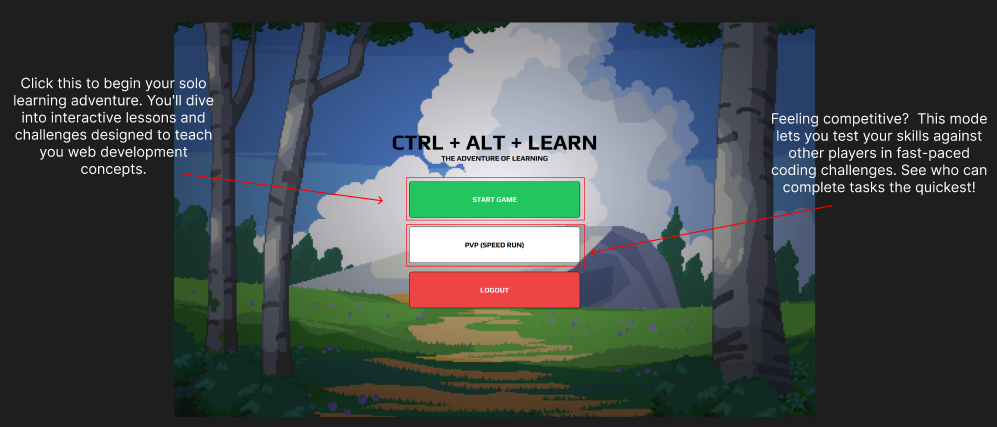 Click this to begin your solo
learning adventure. You'll dive
into interactive lessons and
challenges designed to teach
you web development
concepts.
CTRL + ALT + LEARN
THE ADVENTURE OF LEARNING
START GAME
PVP (SPEED RUN)
LOGOUT
Feeling competitive?  This mode
lets you test your skills against
other players in fast-paced
coding challenges. See who can
complete tasks the quickest!